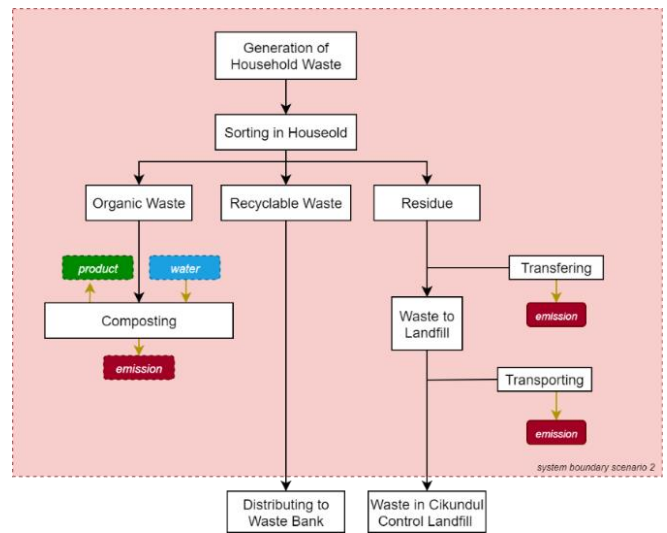 Generation of
Household Waste
Sorting in Houseold
Organic Waste
Recyclable Waste
Residue
product
water
Transfering
Composting
Waste to
Landfill
emission
emission
Transporting
emission
system boundary scenario 2
Distributing to
Waste Bank
Waste in Cikundul
Control Landfill